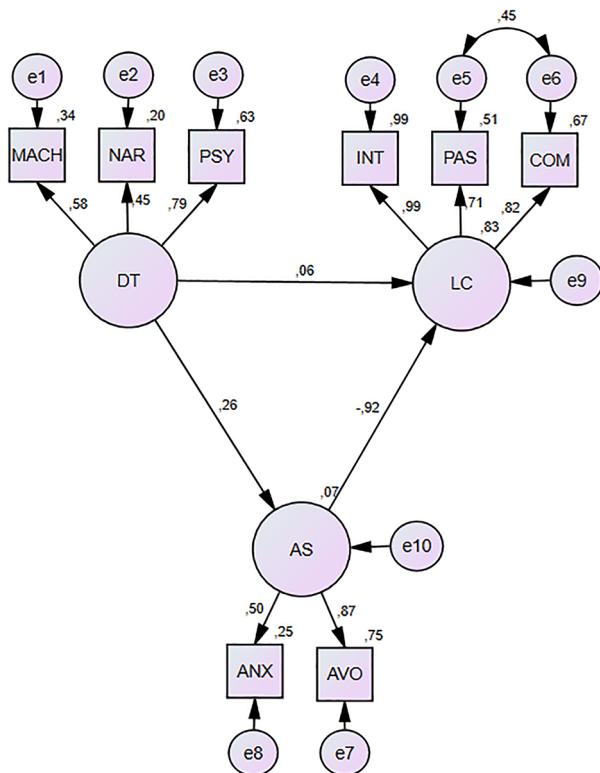 ,45
e1 e2 e3 e4 e5 e6
,34 ,20 ,63 ,99 ,51 ,67
MACH NAR PSY INT PAS COM
,58 ,45 ,79 ,99 ,71 ,82
,83
DT ,06 LC e9
,26 -,92
,07
AS e10
,50 ,87
,25 ,75
ANX AVO
e8 e7